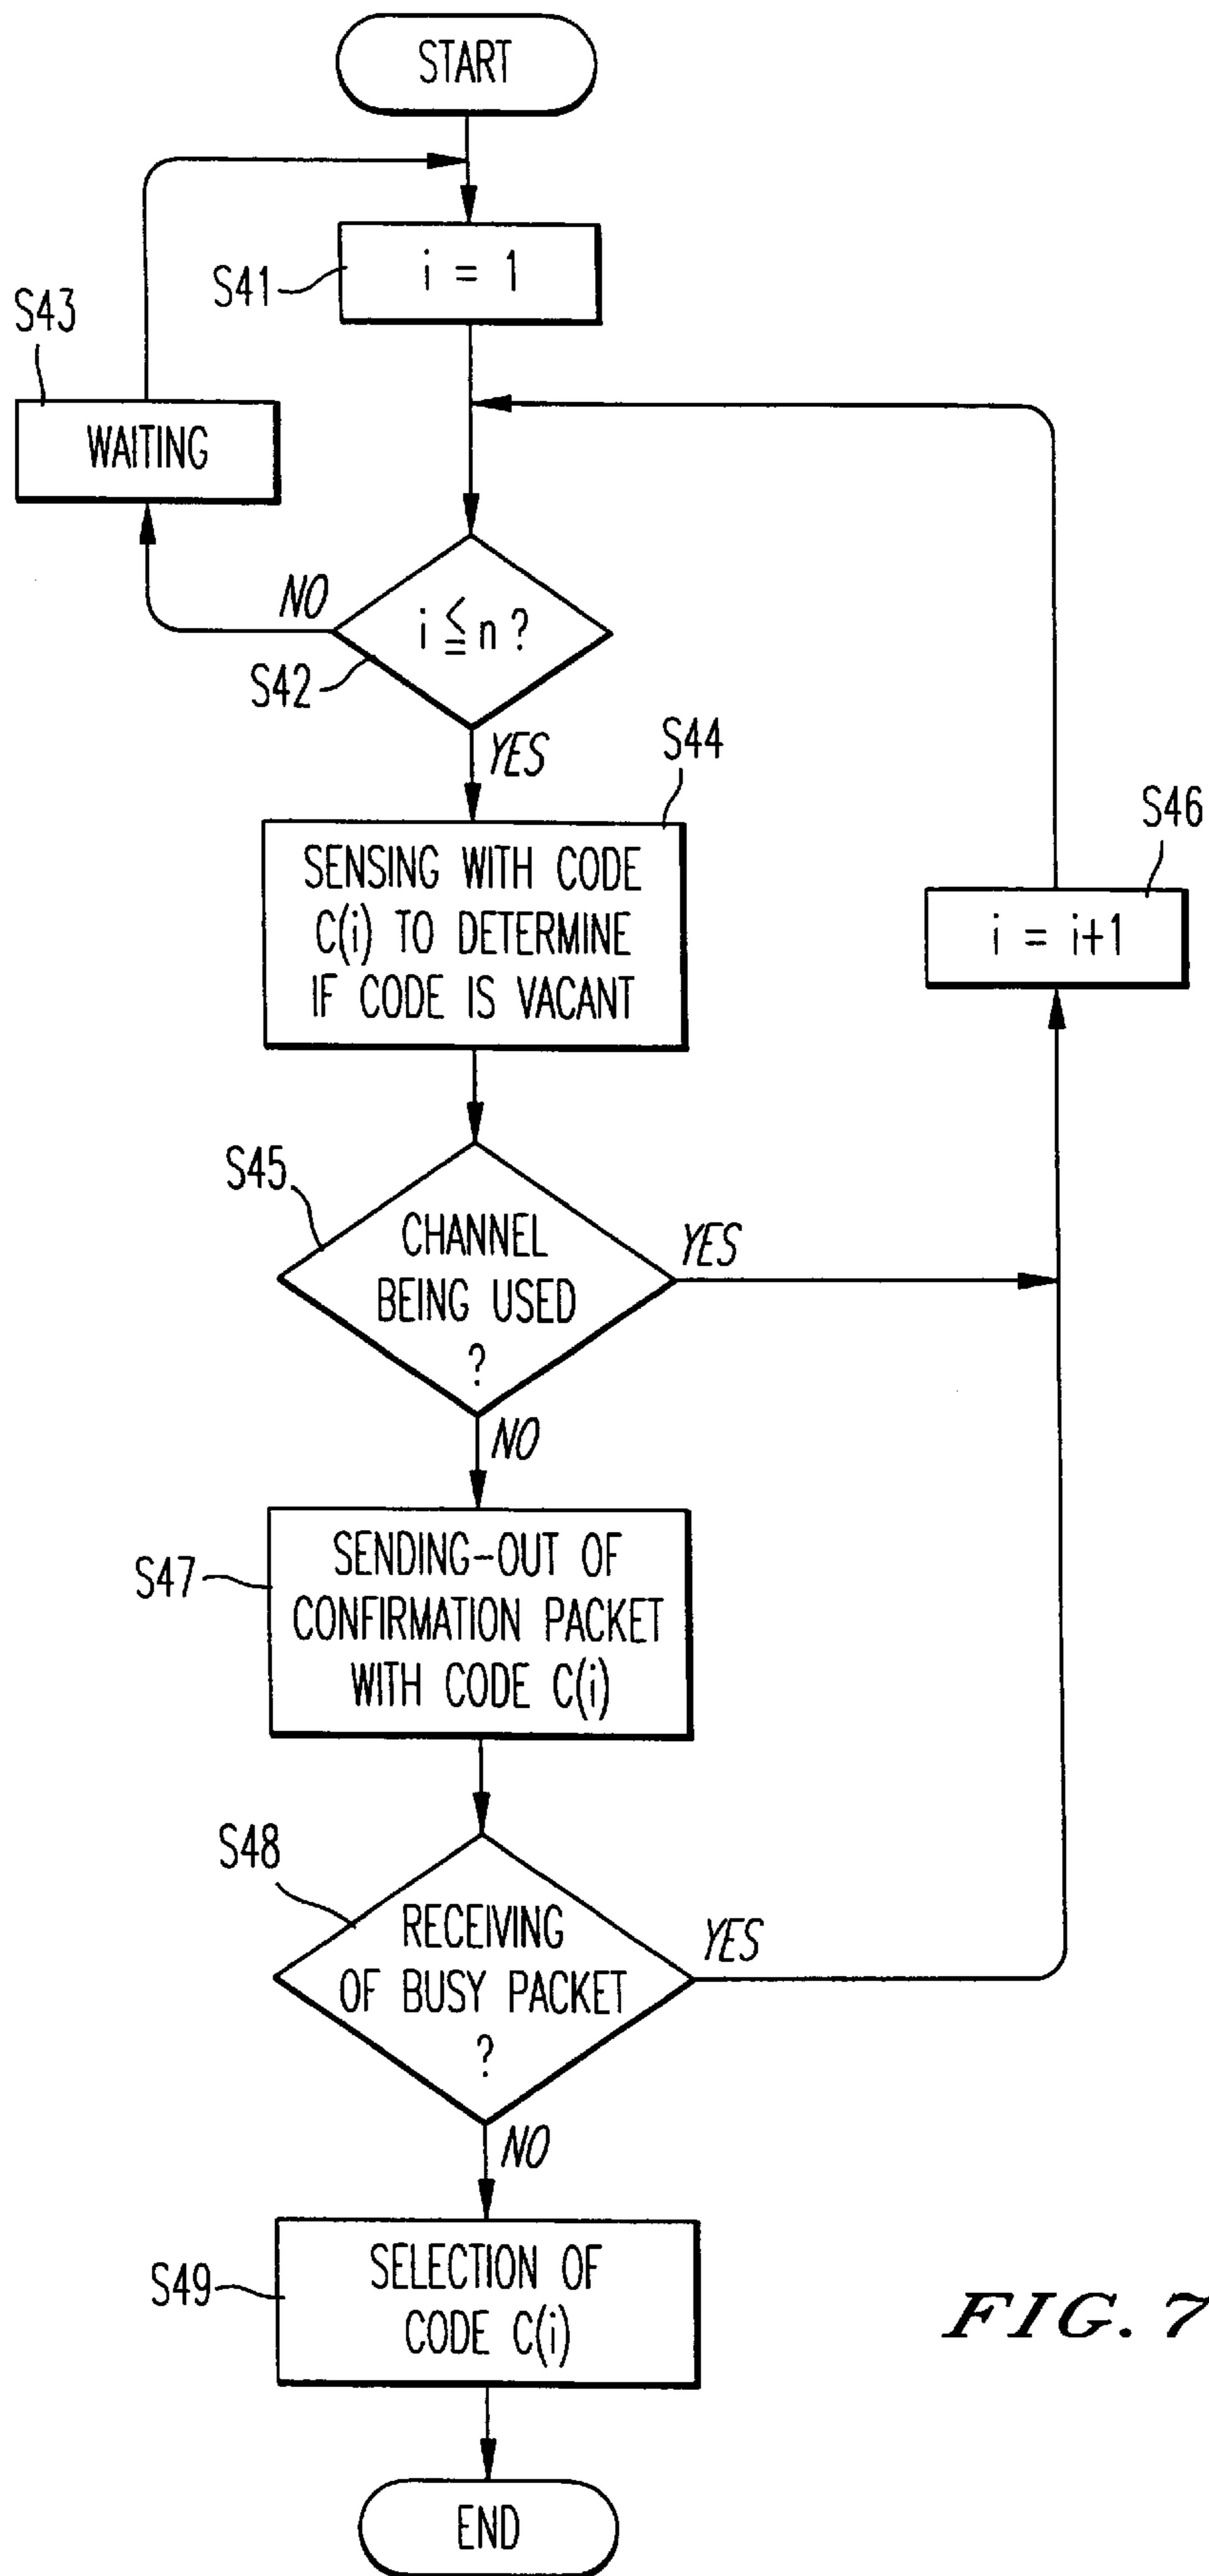 START
S41
i = 1
S43
WAITING
NO
i ≦ n ?
S42
YES
S44
SENSING WITH CODE
C(i) TO DETERMINE
IF CODE IS VACANT
S46
i = i+1
S45
CHANNEL
BEING USED
?
YES
NO
S47
SENDING-OUT OF
CONFIRMATION PACKET
WITH CODE C(i)
S48
RECEIVING
OF BUSY PACKET
?
YES
NO
S49
SELECTION OF
CODE C(i)
FIG. 7
END